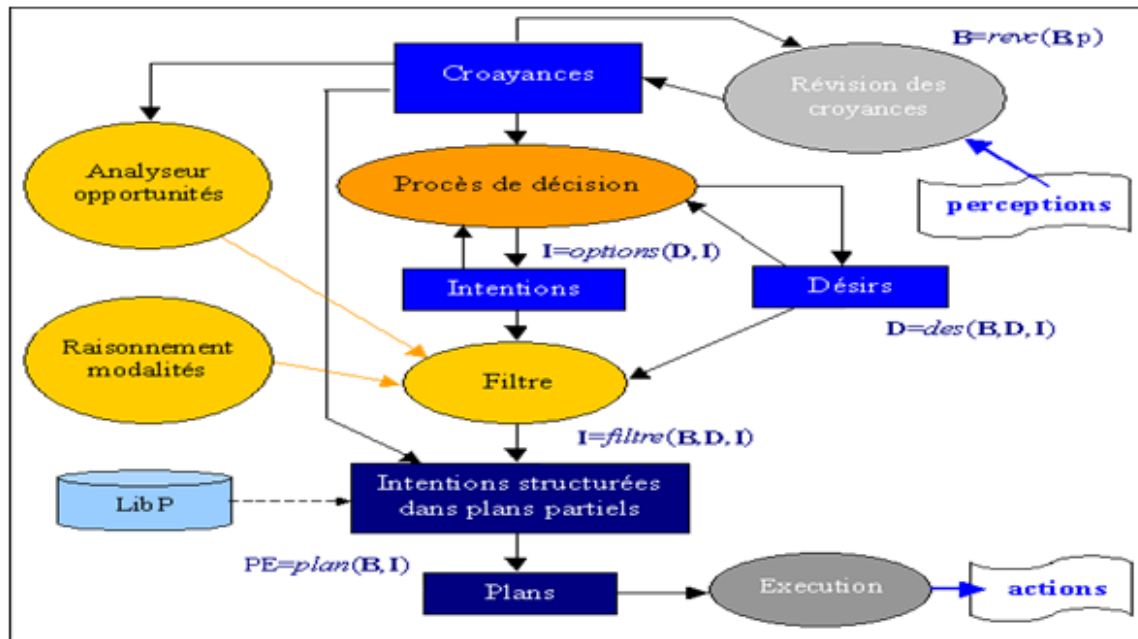 Croayances
B=revc(B,p)
Révision des
croyances
Analyseur
opportunités
Procès de décision
perceptions
I=options(D,I)
Intentions
Désirs
D=des(B,D,I)
Raisonnement
modalités
Filtre
I=filtre(B,D,I)
Intentions structurées
dans plans partiels
LibP
PE=plan(B,I)
Plans
Execution
actions